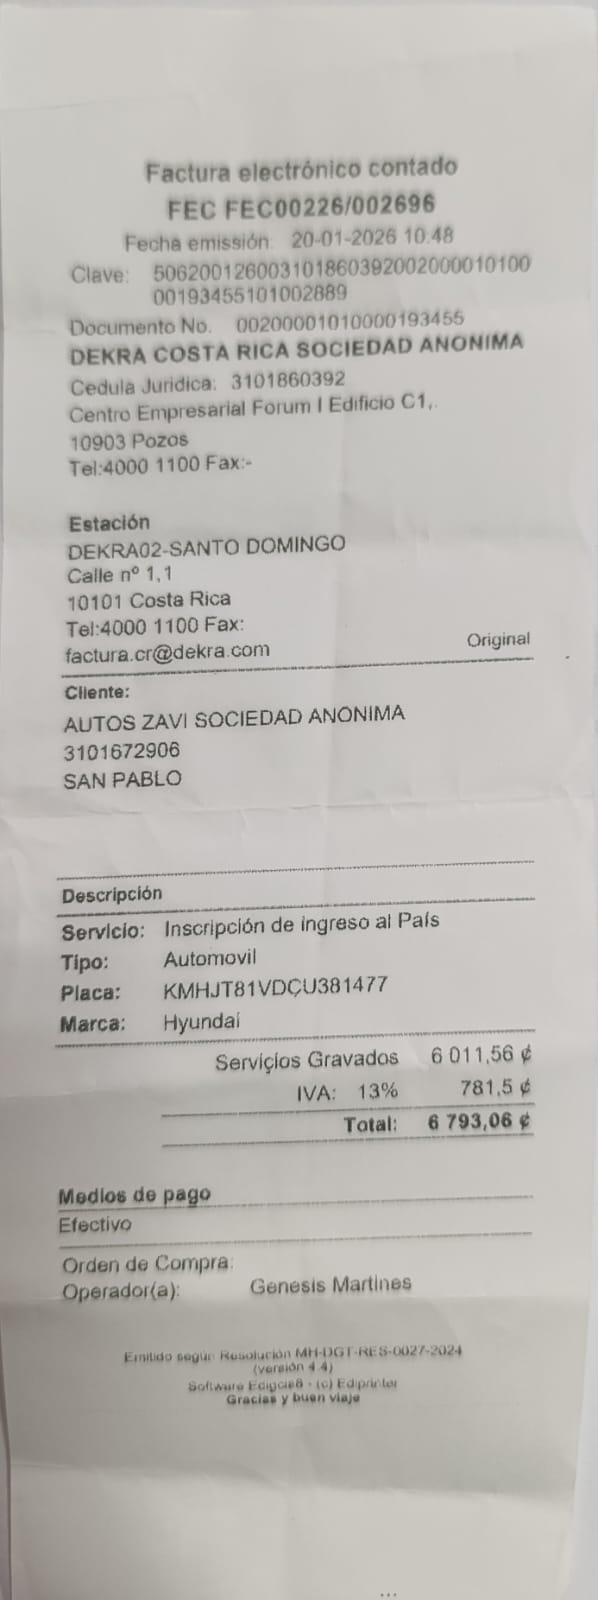 Factura electrónico contado
FEC FEC00226/002696
Fecha emisión: 20-01-2026 10:48
Clave: 506200126003101860392002000010100
00193455101002889
Documento No. 00200001010000193455
DEKRA COSTA RICA SOCIEDAD ANONIMA
Cedula Juridica: 3101860392
Centro Empresarial Forum I Edificio C1,.
10903 Pozos
Tel:4000 1100 Fax:-
Estación
DEKRA02-SANTO DOMINGO
Calle nº 1,1
10101 Costa Rica
Tel:4000 1100 Fax:
factura.cr@dekra.com Original
Cliente:
AUTOS ZAVI SOCIEDAD ANONIMA
3101672906
SAN PABLO
Descripción
Servicio: Inscripción de ingreso al País
Tipo: Automovil
Placa: KMHJT81VDCU381477
Marca: Hyundai
Servicios Gravados 6 011,56 ¢
IVA: 13% 781,5 ¢
Total: 6 793,06 ¢
Medios de pago
Efectivo
Orden de Compra:
Operador(a): Genesis Martines
Emitido según Resolución MH-DGT-RES-0027-2024
(versión 4.4)
Software - (c) Ediprinter
Gracias y buen viaje